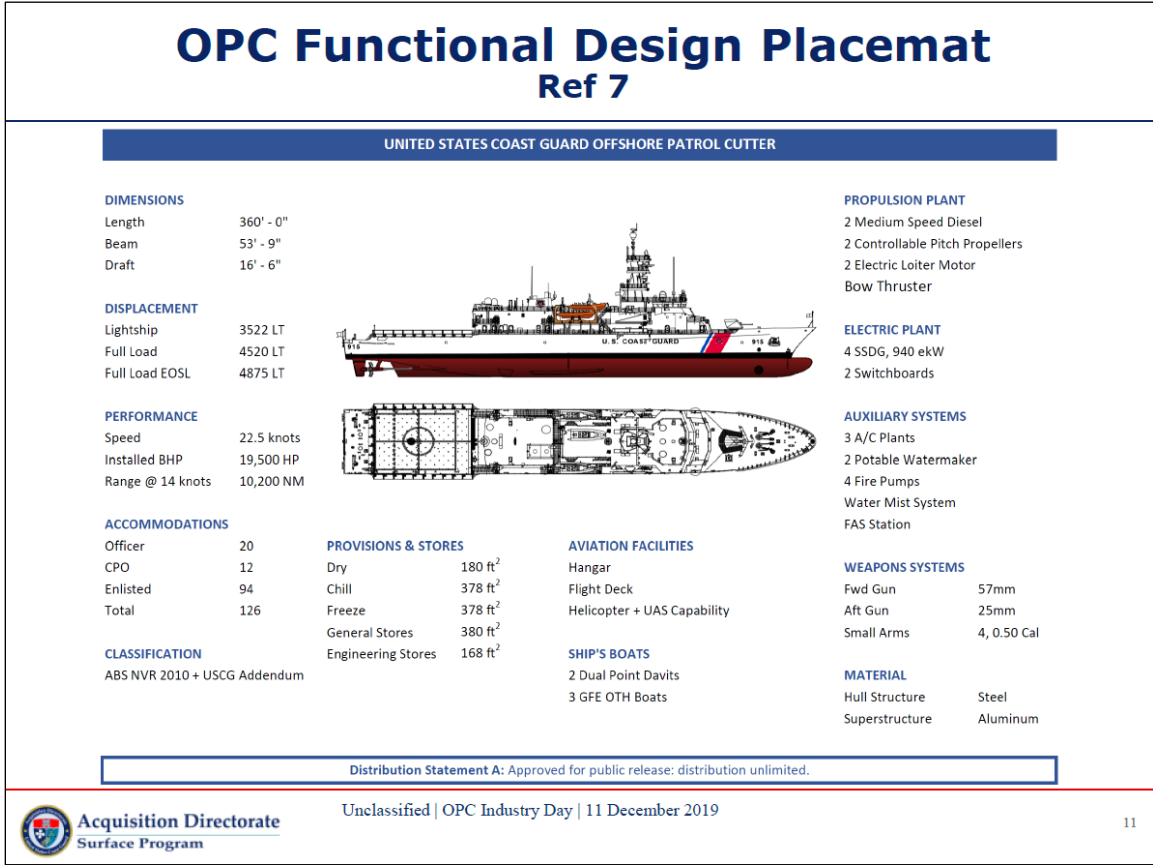 OPC Functional Design Placemat
Ref 7
UNITED STATES COAST GUARD OFFSHORE PATROL CUTTER
DIMENSIONS
Length 360' - 0"
Beam 53' - 9"
Draft 16' - 6"
DISPLACEMENT
Lightship 3522 LT
Full Load 4520 LT
Full Load EOSL 4875 LT
PERFORMANCE
Speed 22.5 knots
Installed BHP 19,500 HP
Range @ 14 knots 10,200 NM
ACCOMMODATIONS
Officer 20
CPO 12
Enlisted 94
Total 126
CLASSIFICATION
ABS NVR 2010 + USCG Addendum
915
U.S. COAST GUARD
915
PROVISIONS & STORES
Dry 180 ft²
Chill 378 ft²
Freeze 378 ft²
General Stores 380 ft²
Engineering Stores 168 ft²
AVIATION FACILITIES
Hangar
Flight Deck
Helicopter + UAS Capability
SHIP'S BOATS
2 Dual Point Davits
3 GFE OTH Boats
PROPULSION PLANT
2 Medium Speed Diesel
2 Controllable Pitch Propellers
2 Electric Loiter Motor
Bow Thruster
ELECTRIC PLANT
4 SSDG, 940 ekW
2 Switchboards
AUXILIARY SYSTEMS
3 A/C Plants
2 Potable Watermaker
4 Fire Pumps
Water Mist System
FAS Station
WEAPONS SYSTEMS
Fwd Gun 57mm
Aft Gun 25mm
Small Arms 4, 0.50 Cal
MATERIAL
Hull Structure Steel
Superstructure Aluminum
Distribution Statement A: Approved for public release: distribution unlimited.
Acquisition Directorate
Surface Program
Unclassified | OPC Industry Day | 11 December 2019
11